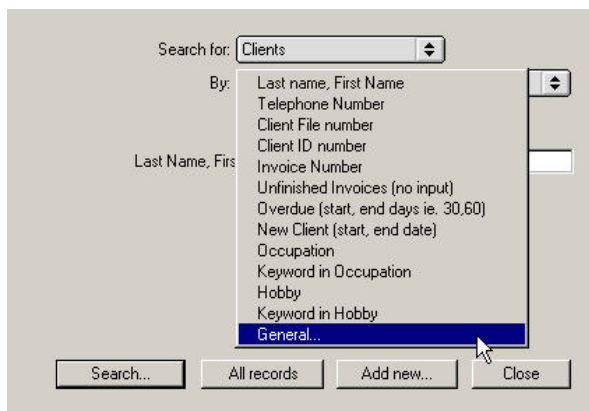 Search for: Clients
By:
Last name, First Name
Telephone Number
Client File number
Client ID number
Last Name, Firs
Invoice Number
Unfinished Invoices (no input)
Overdue (start, end days ie. 30,60)
New Client (start, end date)
Occupation
Keyword in Occupation
Hobby
Keyword in Hobby
General...
Search... All records Add new... Close